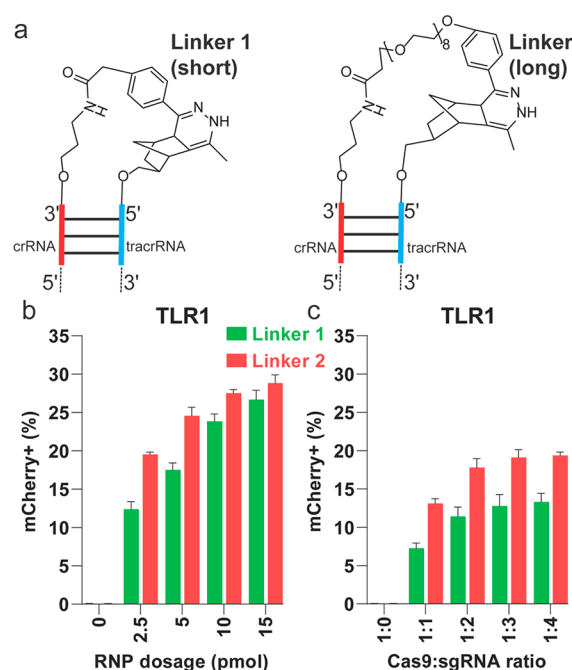 a
Linker 1
(short)
Linker
(long)
O
N
H
N
NH
O
O
O
8
O
O
N
H
N
NH
O
O
3'
5'
crRNA
tracrRNA
5'
3'
3'
5'
crRNA
tracrRNA
5'
3'
b
TLR1
c
TLR1
Linker 1
Linker 2
mCherry+ (%)
35
30
25
20
15
10
5
0
0
2.5
5
10
15
RNP dosage (pmol)
mCherry+ (%)
35
30
25
20
15
10
5
0
1:0
1:1
1:2
1:3
1:4
Cas9:sgRNA ratio